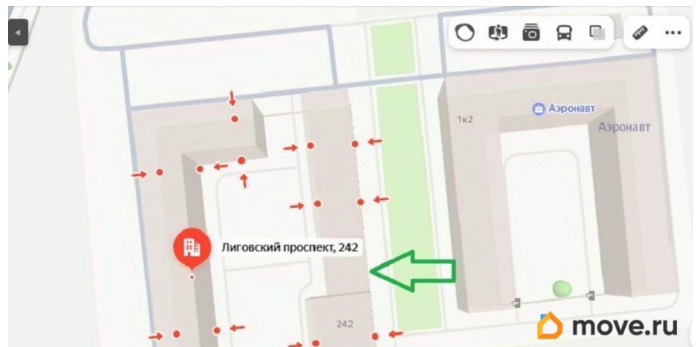 1к2
Аэронавт
Аэронавт
Лиговский проспект, 242
242
move.ru